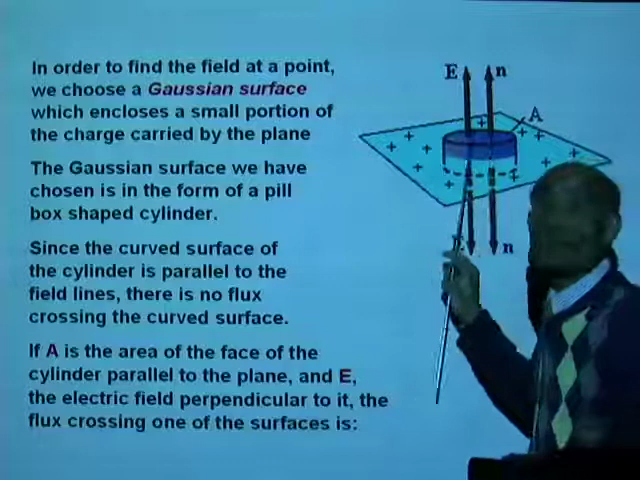 In order to find the field at a point,
we choose a Gaussian surface
which encloses a small portion of
the charge carried by the plane
The Gaussian surface we have
chosen is in the form of a pill
box shaped cylinder.
Since the curved surface of
the cylinder is parallel to the
field lines, there is no flux
crossing the curved surface.
If A is the area of the face of the
cylinder parallel to the plane, and E,
the electric field perpendicular to it, the
flux crossing one of the surfaces is:
E n
A
E n